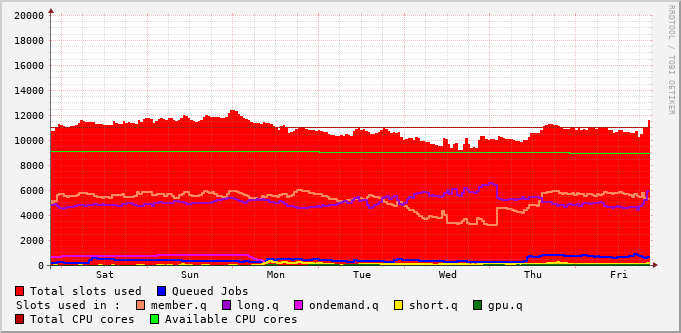 20000
18000
16000
14000
12000
10000
8000
6000
4000
2000
0
Sat Sun Mon Tue Wed Thu Fri
RRDTOOL / TOBI OETIKER
Total slots used Queued Jobs
Slots used in : member.q long.q ondemand.q short.q gpu.q
Total CPU cores Available CPU cores